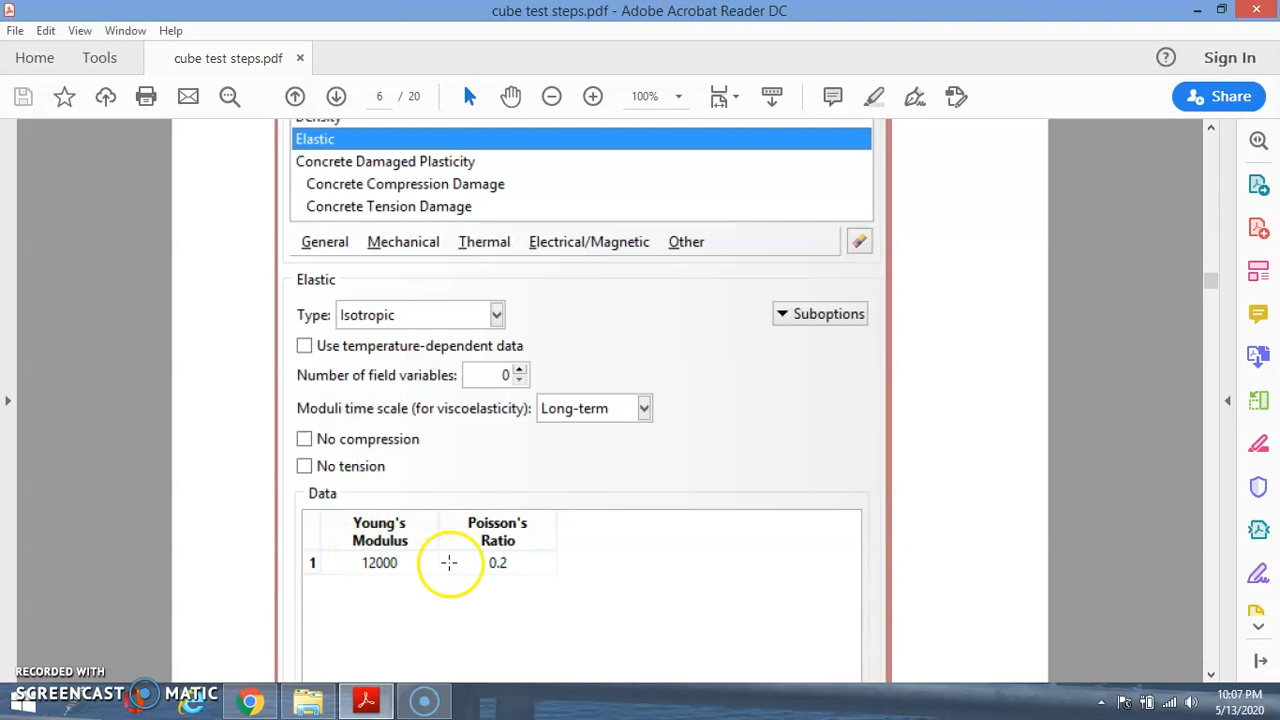 cube test steps.pdf - Adobe Acrobat Reader DC
File Edit View Window Help
Home Tools cube test steps.pdf × Sign In
6 / 20 100% Share
Density
Elastic
Concrete Damaged Plasticity
Concrete Compression Damage
Concrete Tension Damage
General Mechanical Thermal Electrical/Magnetic Other
Elastic
Type: Isotropic Suboptions
Use temperature-dependent data
Number of field variables: 0
Moduli time scale (for viscoelasticity): Long-term
No compression
No tension
Data
Young's Poisson's
Modulus Ratio
1 12000 0.2
RECORDED WITH
SCREENCAST MATIC
10:07 PM
5/13/2020